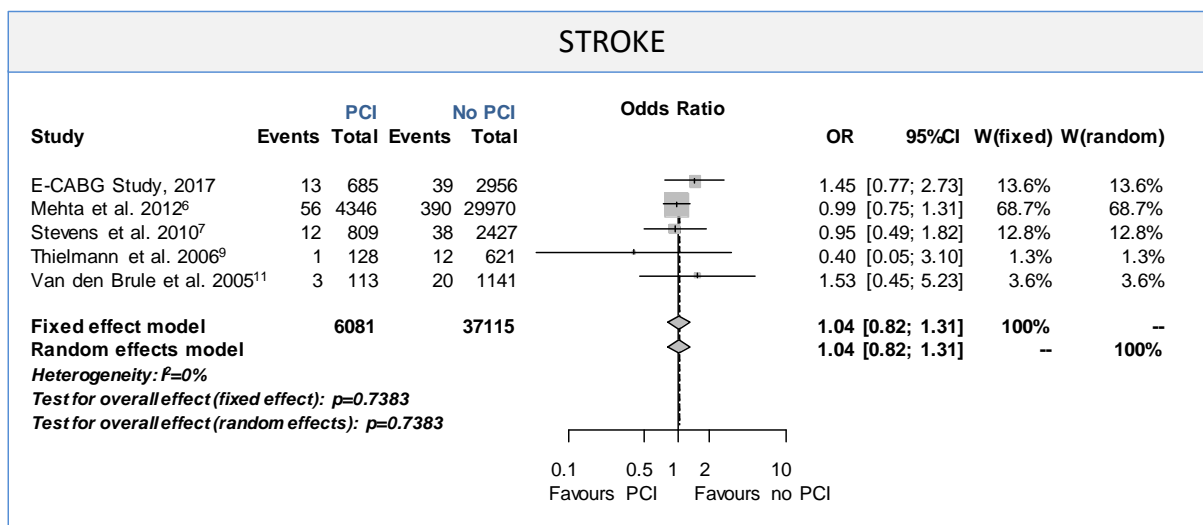 STROKE
PCI No PCI Odds Ratio
Study Events Total Events Total OR 95%CI W(fixed) W(random)
E-CABG Study, 2017 13 685 39 2956 1.45 [0.77; 2.73] 13.6% 13.6%
Mehta et al. 2012⁶ 56 4346 390 29970 0.99 [0.75; 1.31] 68.7% 68.7%
Stevens et al. 2010⁷ 12 809 38 2427 0.95 [0.49; 1.82] 12.8% 12.8%
Thielmann et al. 2006⁹ 1 128 12 621 0.40 [0.05; 3.10] 1.3% 1.3%
Van den Brule et al. 2005¹¹ 3 113 20 1141 1.53 [0.45; 5.23] 3.6% 3.6%
Fixed effect model 6081 37115 1.04 [0.82; 1.31] 100% --
Random effects model 1.04 [0.82; 1.31] -- 100%
Heterogeneity: I²=0%
Test for overall effect (fixed effect): p=0.7383
Test for overall effect (random effects): p=0.7383
0.1 0.5 1 2 10
Favours PCI Favours no PCI